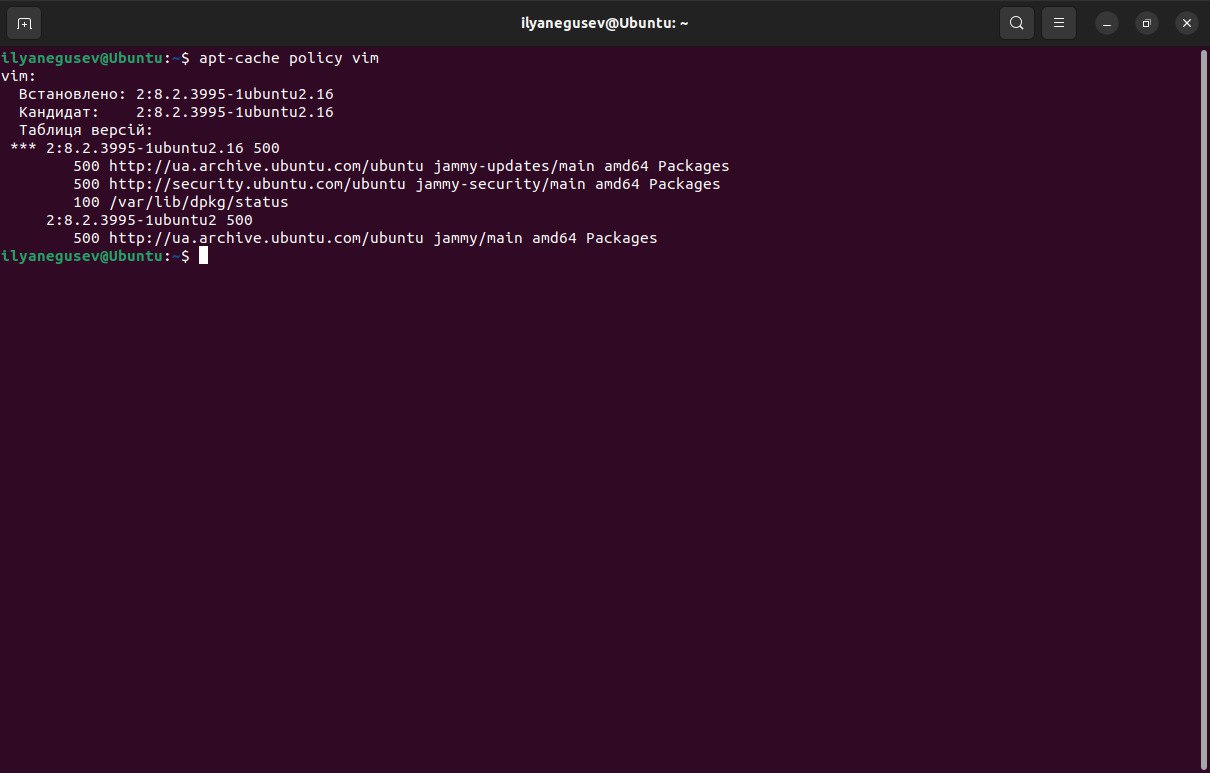 ilyanegusev@Ubuntu: ~
ilyanegusev@Ubuntu:~$ apt-cache policy vim
vim:
  Встановлено: 2:8.2.3995-1ubuntu2.16
  Кандидат:    2:8.2.3995-1ubuntu2.16
  Таблиця версій:
 *** 2:8.2.3995-1ubuntu2.16 500
        500 http://ua.archive.ubuntu.com/ubuntu jammy-updates/main amd64 Packages
        500 http://security.ubuntu.com/ubuntu jammy-security/main amd64 Packages
        100 /var/lib/dpkg/status
     2:8.2.3995-1ubuntu2 500
        500 http://ua.archive.ubuntu.com/ubuntu jammy/main amd64 Packages
ilyanegusev@Ubuntu:~$